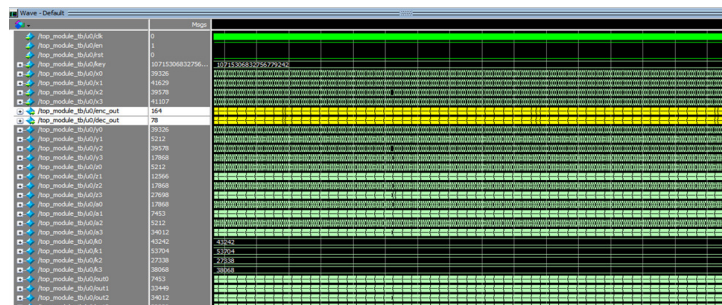 Wave - Default
Msgs
/top_module_tb/u0/clk 0
/top_module_tb/u0/en 1
/top_module_tb/u0/rst 0
/top_module_tb/u0/key 10715306832756... 10715306832756779242
/top_module_tb/u0/x0 39326
/top_module_tb/u0/x1 41629
/top_module_tb/u0/x2 39578
/top_module_tb/u0/x3 41107
/top_module_tb/u0/enc_out 164
/top_module_tb/u0/dec_out 78
/top_module_tb/u0/y0 39326
/top_module_tb/u0/y1 5212
/top_module_tb/u0/y2 39578
/top_module_tb/u0/y3 17868
/top_module_tb/u0/z0 5212
/top_module_tb/u0/z1 12566
/top_module_tb/u0/z2 17868
/top_module_tb/u0/z3 27698
/top_module_tb/u0/a0 17868
/top_module_tb/u0/a1 7453
/top_module_tb/u0/a2 5212
/top_module_tb/u0/a3 34012
/top_module_tb/u0/k0 43242 43242
/top_module_tb/u0/k1 53704 53704
/top_module_tb/u0/k2 27338 27338
/top_module_tb/u0/k3 38068 38068
/top_module_tb/u0/out0 7453
/top_module_tb/u0/out1 33449
/top_module_tb/u0/out2 34012